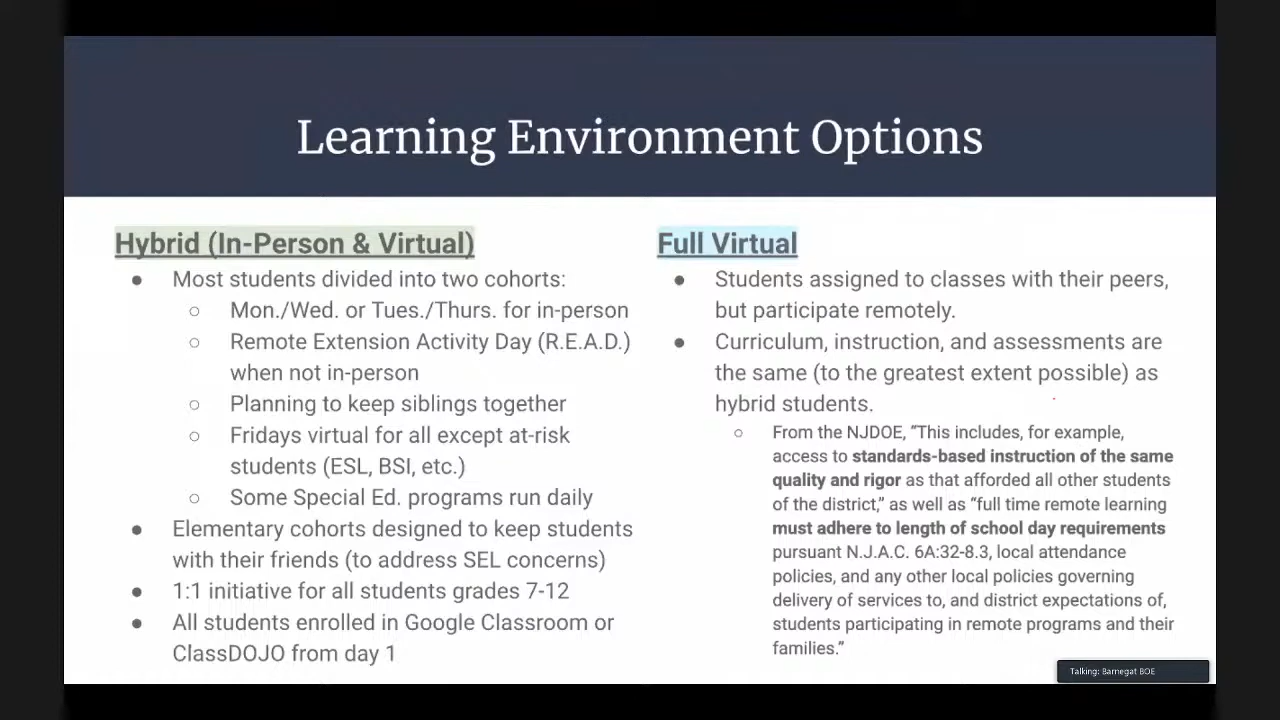 Learning Environment Options
Hybrid (In-Person & Virtual)
● Most students divided into two cohorts:
○ Mon./Wed. or Tues./Thurs. for in-person
○ Remote Extension Activity Day (R.E.A.D.)
when not in-person
○ Planning to keep siblings together
○ Fridays virtual for all except at-risk
students (ESL, BSI, etc.)
○ Some Special Ed. programs run daily
● Elementary cohorts designed to keep students
with their friends (to address SEL concerns)
● 1:1 initiative for all students grades 7-12
● All students enrolled in Google Classroom or
ClassDOJO from day 1
Full Virtual
● Students assigned to classes with their peers,
but participate remotely.
● Curriculum, instruction, and assessments are
the same (to the greatest extent possible) as
hybrid students.
○ From the NJDOE, “This includes, for example,
access to standards-based instruction of the same
quality and rigor as that afforded all other students
of the district,” as well as “full time remote learning
must adhere to length of school day requirements
pursuant N.J.A.C. 6A:32-8.3, local attendance
policies, and any other local policies governing
delivery of services to, and district expectations of,
students participating in remote programs and their
families.”
Talking: Barnegat BOE